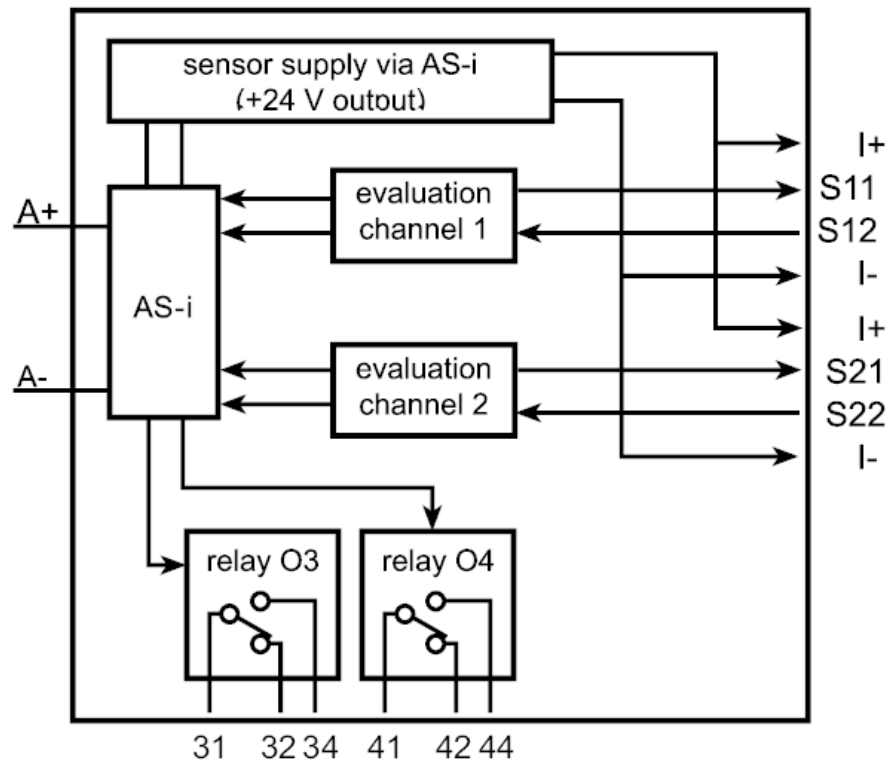 sensor supply via AS-i
(+24 V output)
I+
evaluation
channel 1
S11
A+
S12
AS-i
I-
I+
evaluation
channel 2
S21
A-
S22
I-
relay O3
relay O4
31
32
34
41
42
44